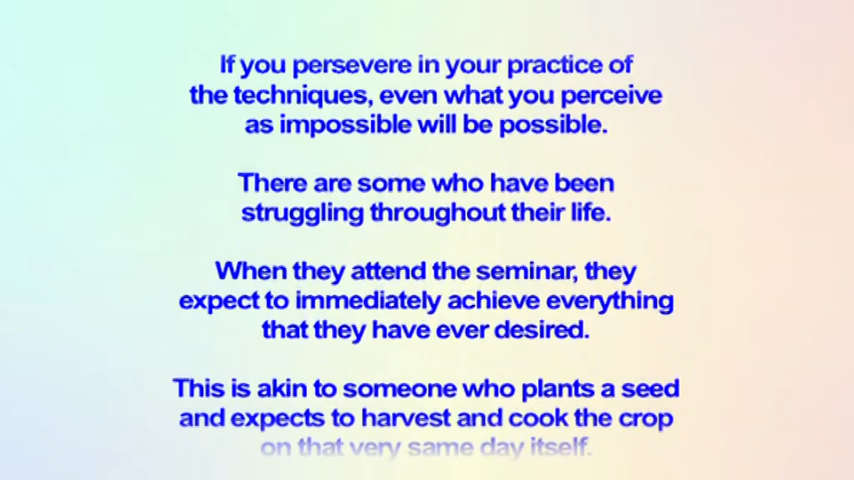 If you persevere in your practice of
the techniques, even what you perceive
as impossible will be possible.
There are some who have been
struggling throughout their life.
When they attend the seminar, they
expect to immediately achieve everything
that they have ever desired.
This is akin to someone who plants a seed
and expects to harvest and cook the crop
on that very same day itself.